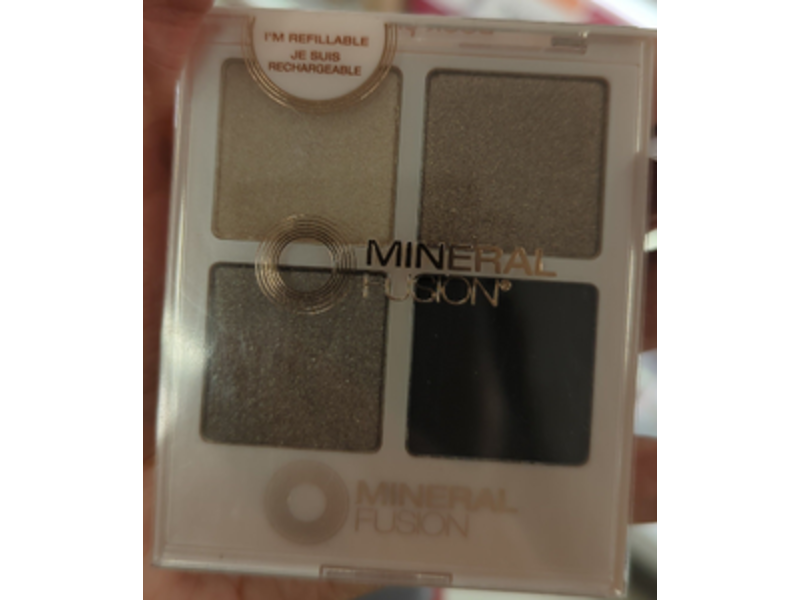 I'M REFILLABLE
JE SUIS
RECHARGEABLE
MINERAL
FUSION®
MINERAL
FUSION